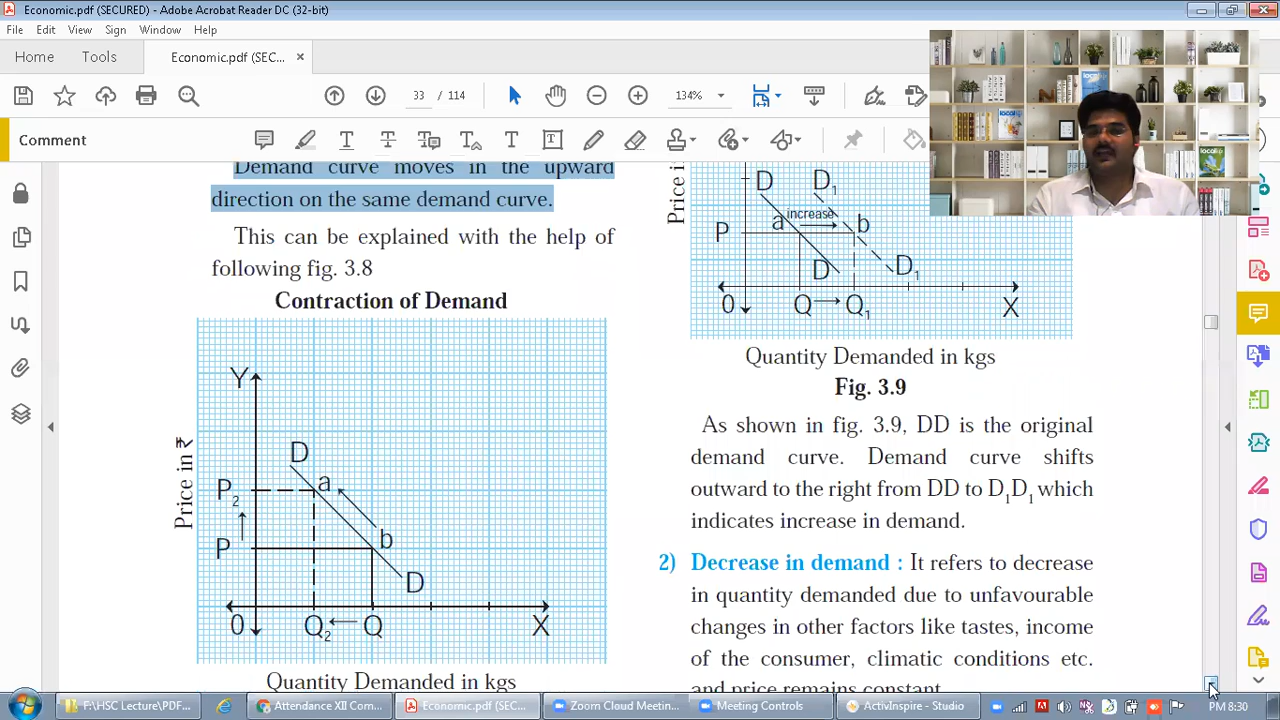 Economic.pdf (SECURED) - Adobe Acrobat Reader DC (32-bit)
File Edit View Sign Window Help
Home Tools Economic.pdf (SEC... ×
33 / 114 134%
Comment
Demand curve moves in the upward
direction on the same demand curve.
This can be explained with the help of
following fig. 3.8
Contraction of Demand
Y
Price in ₹
D
a
P2
b
P
D
0 Q2 Q X
Quantity Demanded in kgs
Price in
D D1
increase
a b
P
D D1
0 Q Q1 X
Quantity Demanded in kgs
Fig. 3.9
As shown in fig. 3.9, DD is the original
demand curve. Demand curve shifts
outward to the right from DD to D1D1 which
indicates increase in demand.
2) Decrease in demand : It refers to decrease
in quantity demanded due to unfavourable
changes in other factors like tastes, income
of the consumer, climatic conditions etc.
and price remains constant.
F:\HSC Lecture\PDF... Attendance XII Com... Economic.pdf (SEC... Zoom Cloud Meetin... Meeting Controls ActivInspire - Studio PM 8:30